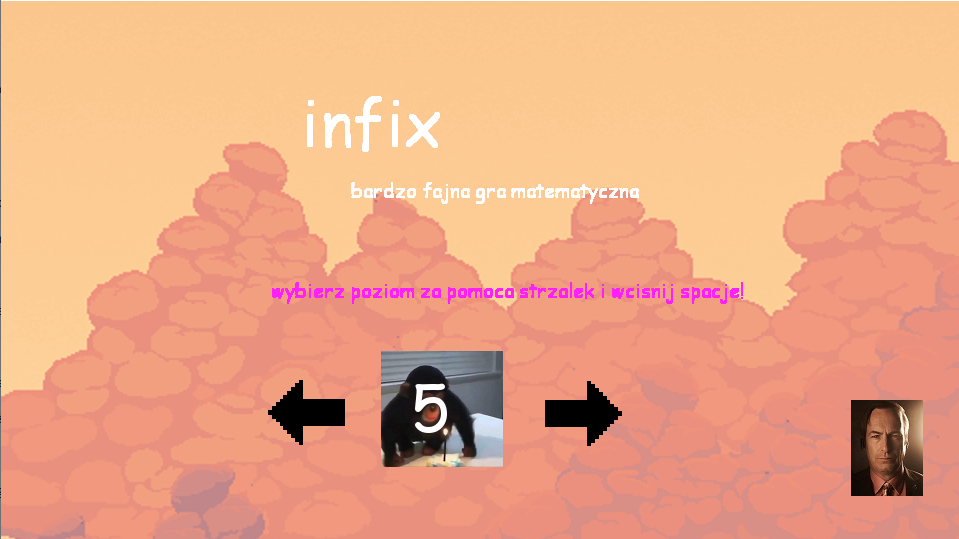 infix
bardzo fajna gra matematyczna
wybierz poziom za pomoca strzalek i wcisnij spacje!
5